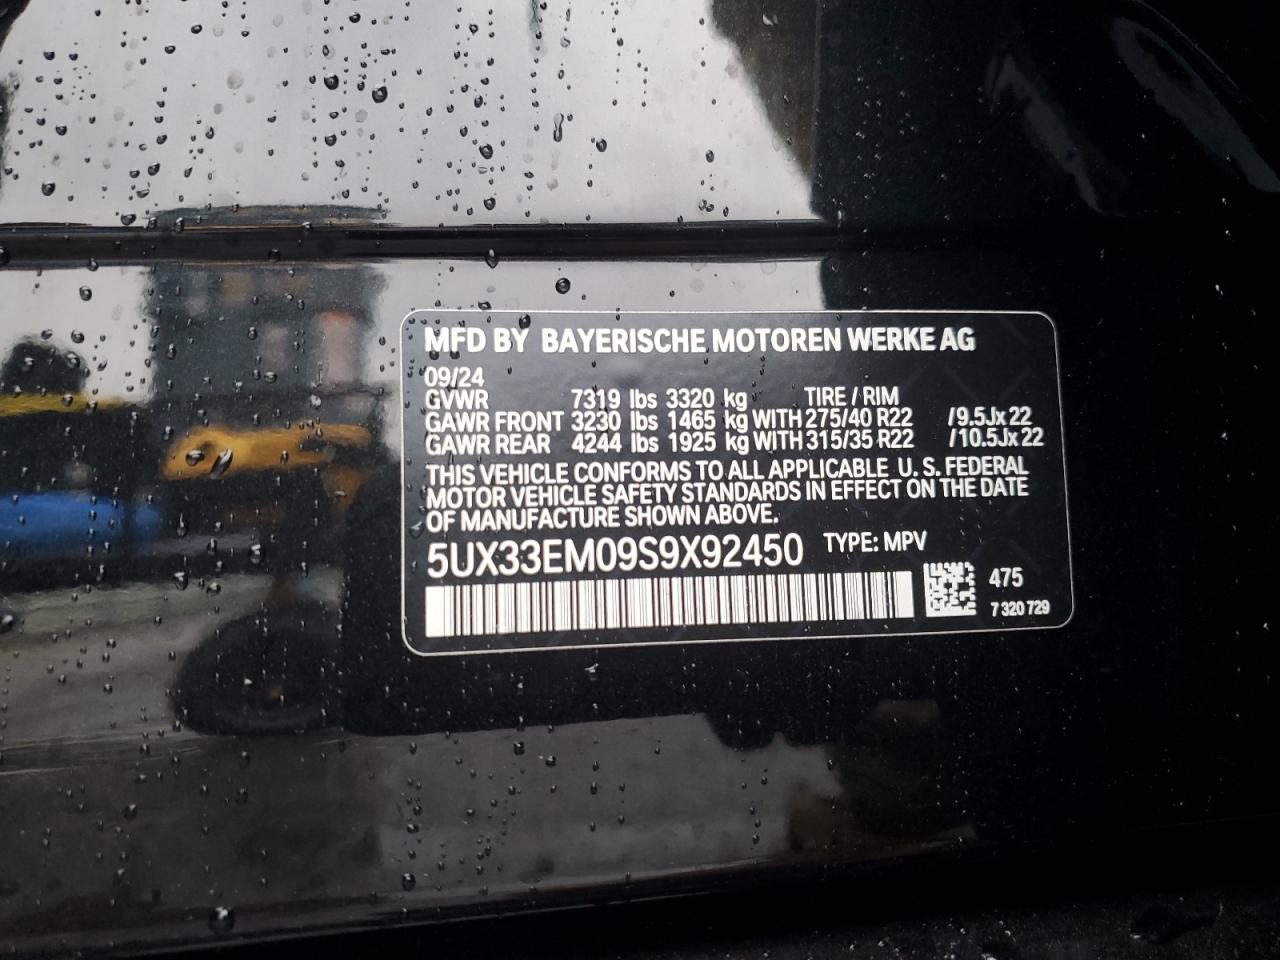 MFD BY BAYERISCHE MOTOREN WERKE AG
09/24
GVWR 7319 lbs 3320 kg TIRE / RIM
GAWR FRONT 3230 lbs 1465 kg WITH 275/40 R22 /9.5Jx22
GAWR REAR 4244 lbs 1925 kg WITH 315/35 R22 /10.5Jx22
THIS VEHICLE CONFORMS TO ALL APPLICABLE U.S. FEDERAL
MOTOR VEHICLE SAFETY STANDARDS IN EFFECT ON THE DATE
OF MANUFACTURE SHOWN ABOVE.
5UX33EM09S9X92450 TYPE: MPV
475
7 320 729